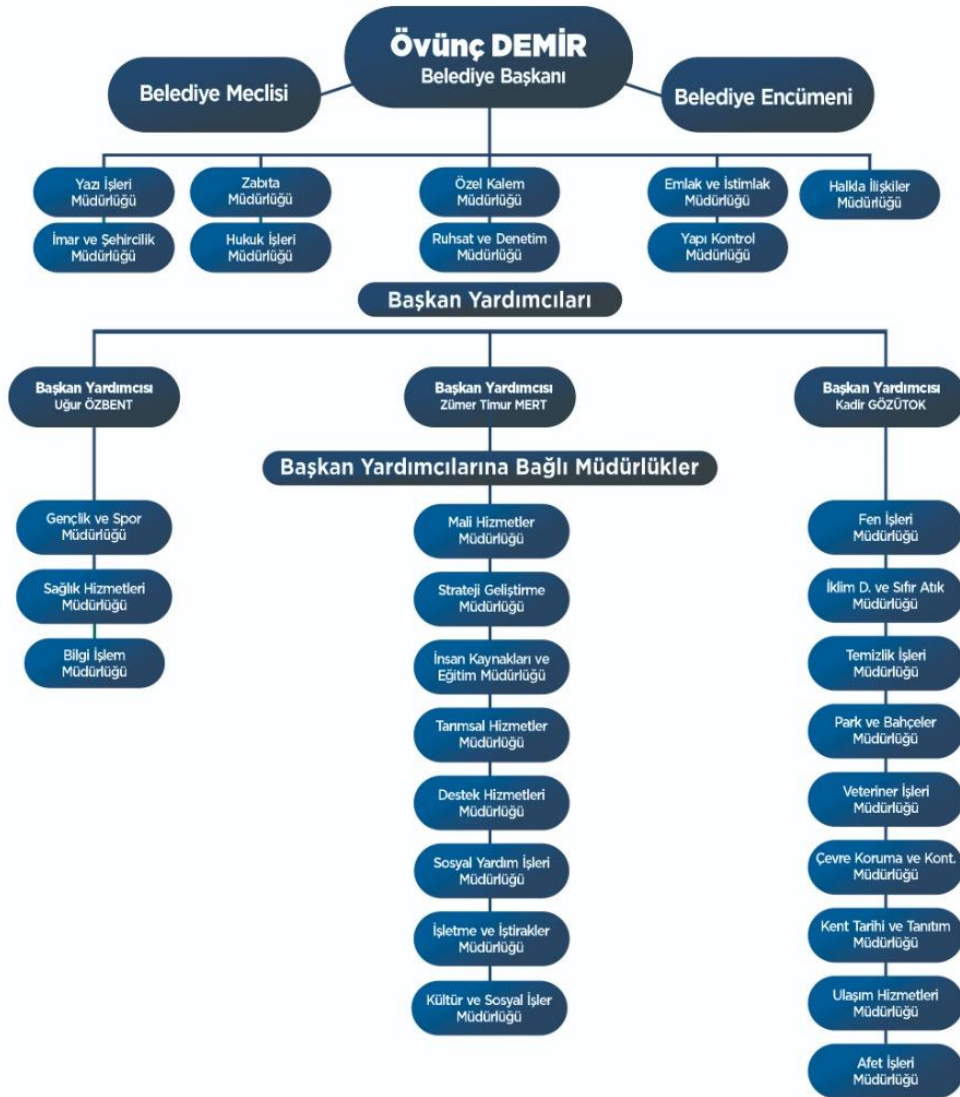 Övünç DEMİR
Belediye Başkanı
Belediye Meclisi
Belediye Encümeni
Yazı İşleri
Müdürlüğü
Zabıta
Müdürlüğü
Özel Kalem
Müdürlüğü
Emlak ve İstimlak
Müdürlüğü
Halkla İlişkiler
Müdürlüğü
İmar ve Şehircilik
Müdürlüğü
Hukuk İşleri
Müdürlüğü
Ruhsat ve Denetim
Müdürlüğü
Yapı Kontrol
Müdürlüğü
Başkan Yardımcıları
Başkan Yardımcısı
Uğur ÖZBENT
Başkan Yardımcısı
Zümer Timur MERT
Başkan Yardımcısı
Kadir GÖZÜTOK
Başkan Yardımcılarına Bağlı Müdürlükler
Gençlik ve Spor
Müdürlüğü
Sağlık Hizmetleri
Müdürlüğü
Bilgi İşlem
Müdürlüğü
Mali Hizmetler
Müdürlüğü
Strateji Geliştirme
Müdürlüğü
İnsan Kaynakları ve
Eğitim Müdürlüğü
Tarımsal Hizmetler
Müdürlüğü
Destek Hizmetleri
Müdürlüğü
Sosyal Yardım İşleri
Müdürlüğü
İşletme ve İştirakler
Müdürlüğü
Kültür ve Sosyal İşler
Müdürlüğü
Fen İşleri
Müdürlüğü
İklim D. ve Sıfır Atık
Müdürlüğü
Temizlik İşleri
Müdürlüğü
Park ve Bahçeler
Müdürlüğü
Veteriner İşleri
Müdürlüğü
Çevre Koruma ve Kont.
Müdürlüğü
Kent Tarihi ve Tanıtım
Müdürlüğü
Ulaşım Hizmetleri
Müdürlüğü
Afet İşleri
Müdürlüğü